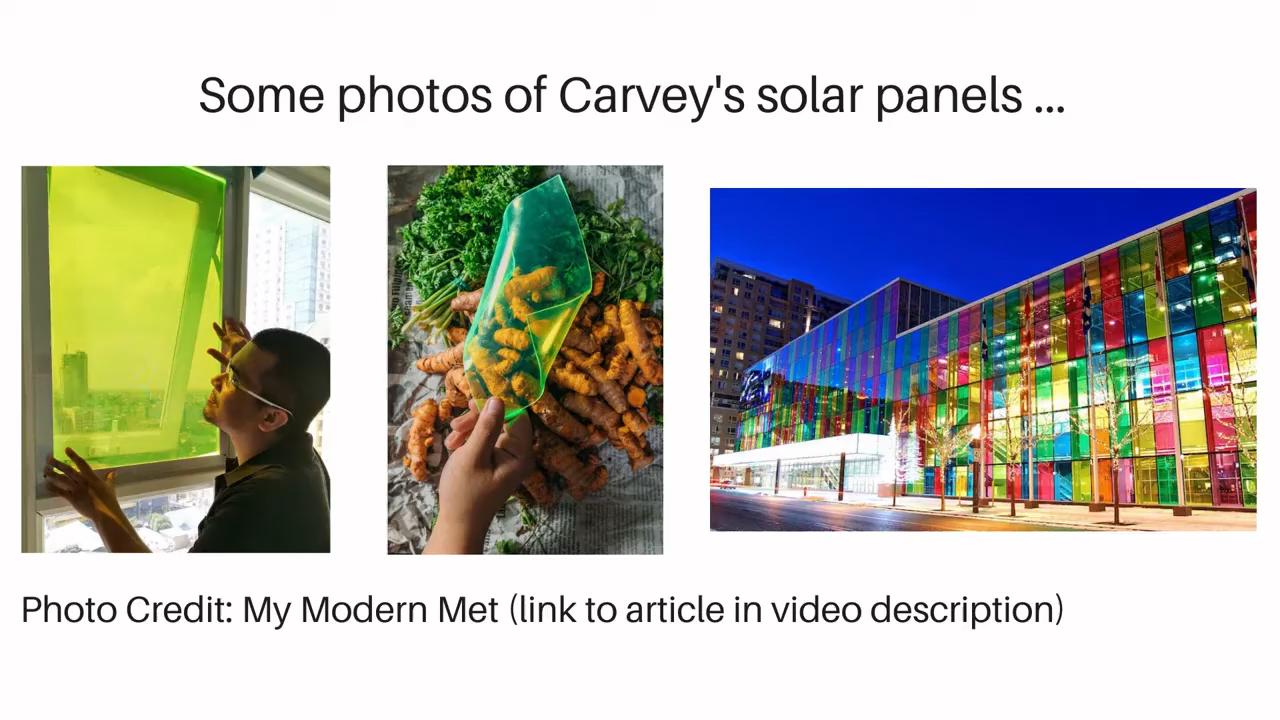 Some photos of Carvey's solar panels ...
Photo Credit: My Modern Met (link to article in video description)